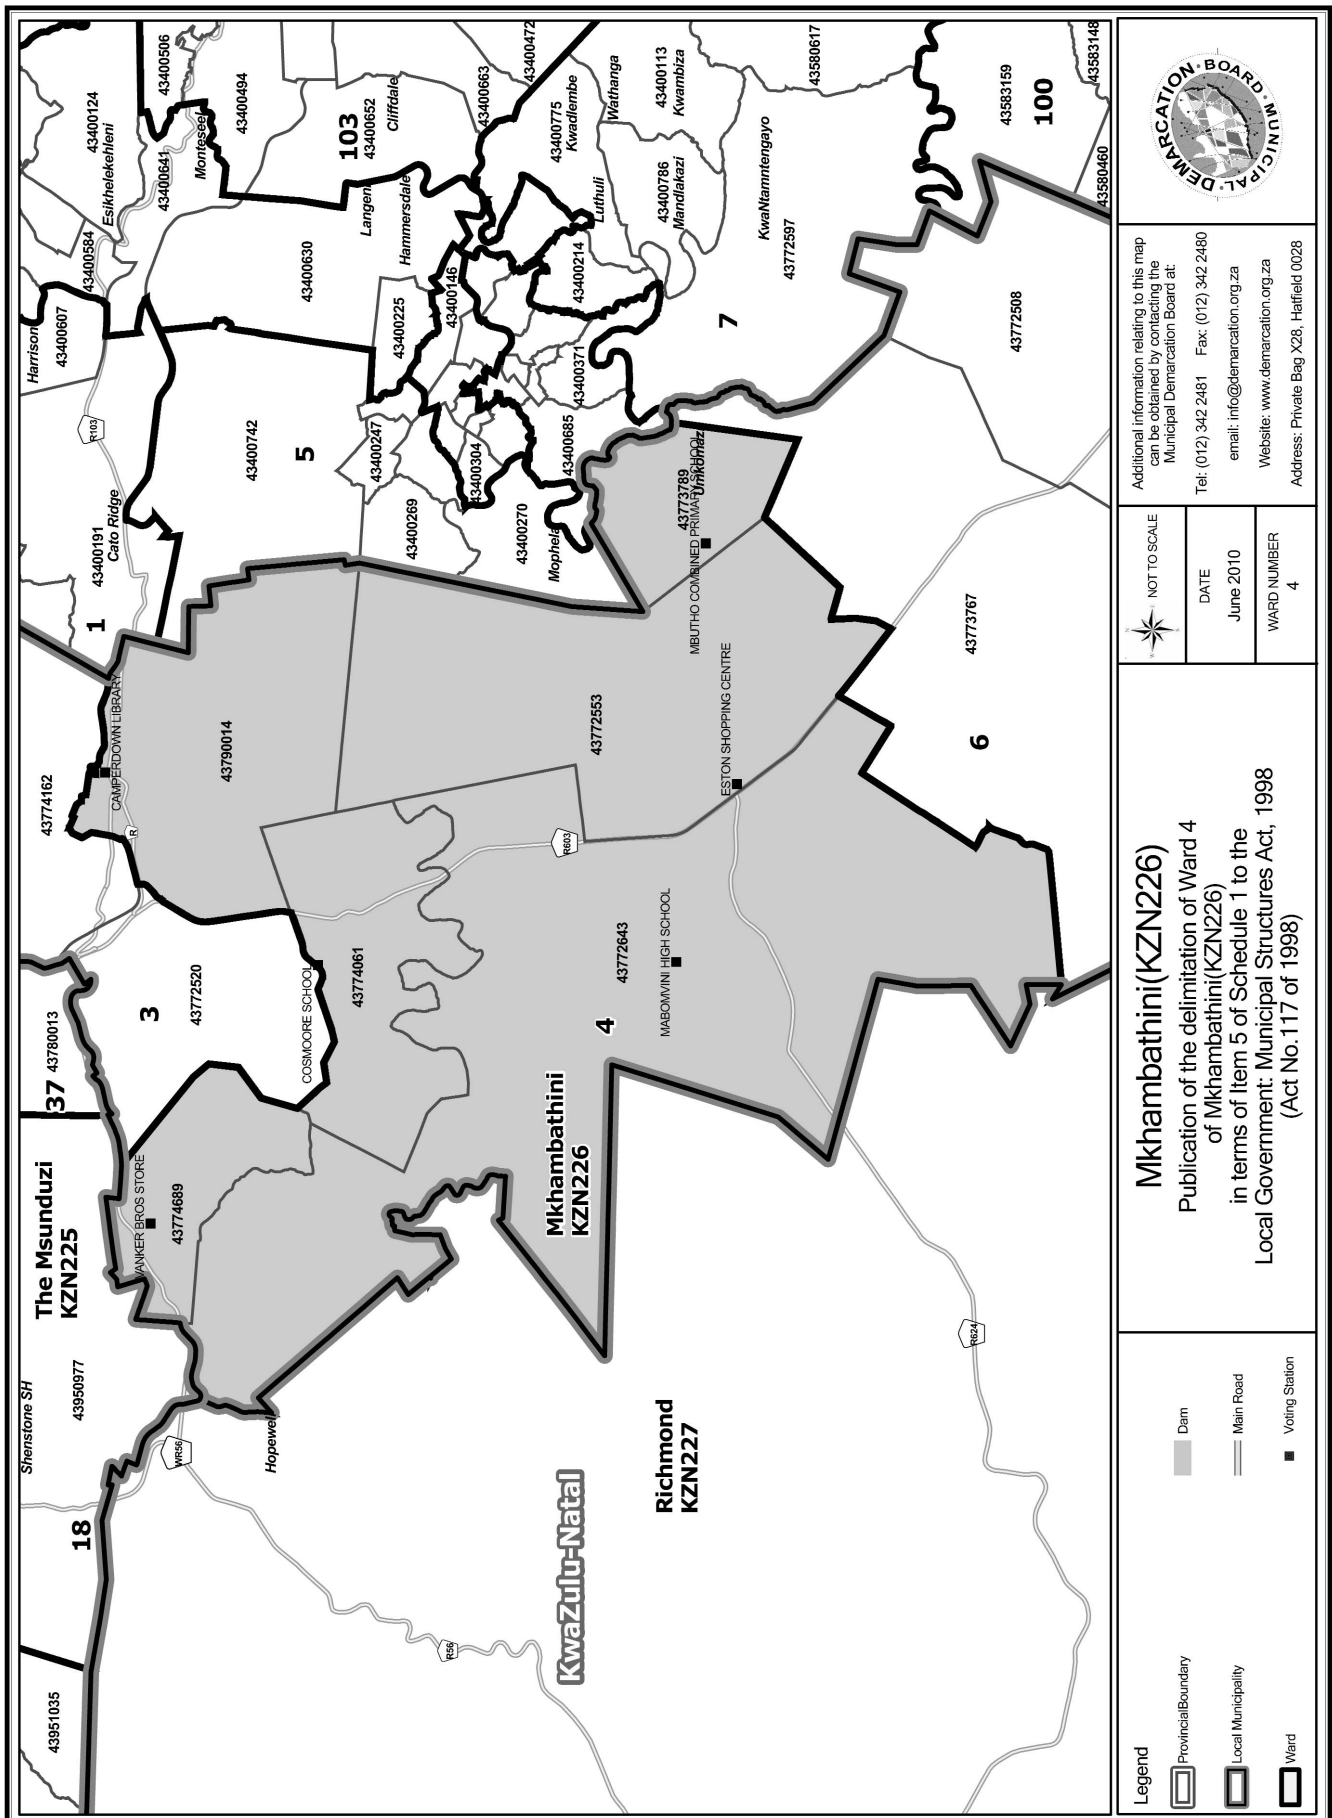 Shenstone SH
43951035
18
43950977
The Msunduzi
KZN225
37
43780013
43774162
43400191
Cato Ridge
1
Harrison
43400607
43400584
43400124
Esikhelekehleni
43400506
43400641
Monteseel
43400494
WR56
VANKER BROS STORE
43774689
3
43772520
R
CAMPERDOWN LIBRARY
43790014
R103
43400742
5
43400630
103
43400652
Cliffdale
Langeni
Hammersdale
43400663
43400472
Hopewell
COSMOORE SCHOOL
43774061
43400247
43400269
43400225
43400146
43400304
43400270
Mophela
43400685
43400371
43400214
43400775
Kwadlembe
Luthuli
Wathanga
R56
KwaZulu-Natal
Mkhambathini
KZN226
R603
43772553
43772643
4
MABOMVINI HIGH SCHOOL
Richmond
KZN227
ESTON SHOPPING CENTRE
MBUTHO COMBINED PRIMARY SCHOOL
43773789
43400786
Mandlakazi
43400113
Kwambiza
7
KwaNtamntengayo
43772597
43580617
R624
6
43773767
43772508
43583159
100
43580460
43583148
Legend
ProvincialBoundary
Local Municipality
Ward
Dam
Main Road
Voting Station
Mkhambathini(KZN226)
Publication of the delimitation of Ward 4
of Mkhambathini(KZN226)
in terms of Item 5 of Schedule 1 to the
Local Government: Municipal Structures Act, 1998
(Act No.117 of 1998)
NOT TO SCALE
DATE
June 2010
WARD NUMBER
4
Additional information relating to this map
can be obtained by contacting the
Municipal Demarcation Board at:
Tel: (012) 342 2481 Fax: (012) 342 2480
email: info@demarcation.org.za
Website: www.demarcation.org.za
Address: Private Bag X28, Hatfield 0028
DEMARCATION • BOARD • MUNICIPAL •